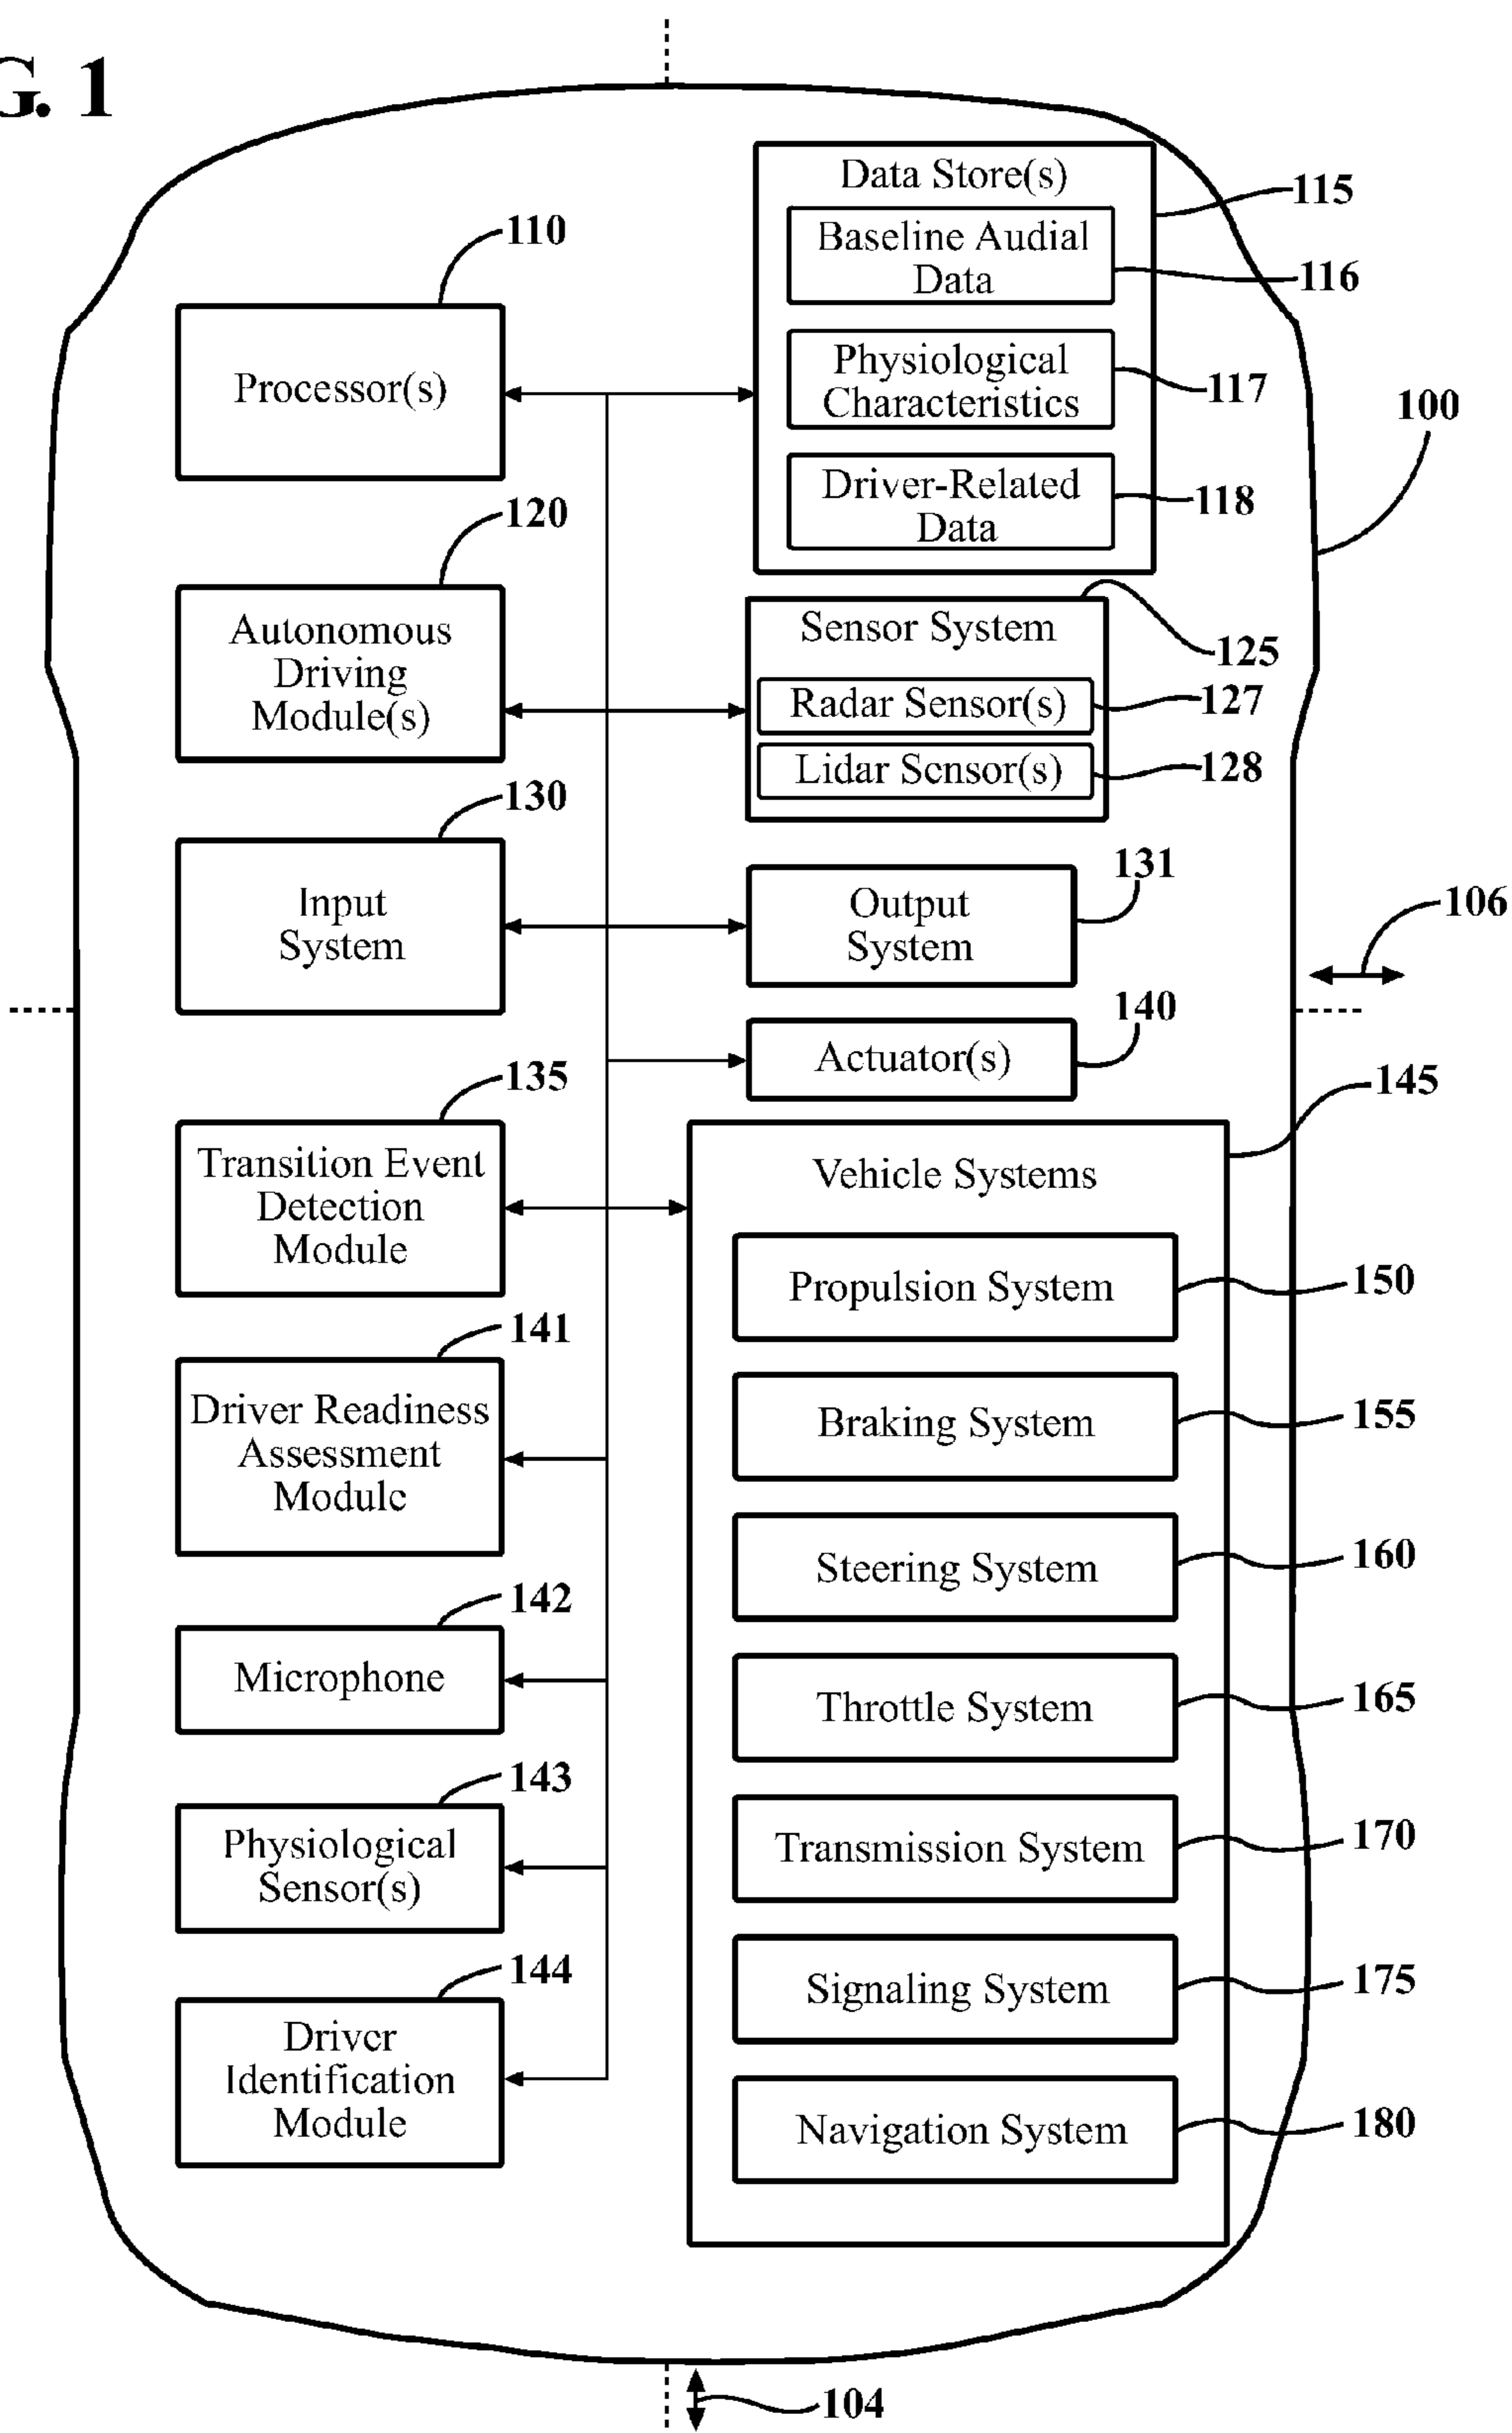 G. 1
Data Store(s)
115
Baseline Audial
Data
116
110
Processor(s)
Physiological
Characteristics
117
100
Driver-Related
Data
118
120
Autonomous
Driving
Module(s)
Sensor System
125
Radar Sensor(s)
127
Lidar Sensor(s)
128
130
Input
System
131
Output
System
106
140
Actuator(s)
135
Transition Event
Detection
Module
145
Vehicle Systems
Propulsion System
150
141
Driver Readiness
Assessment
Module
Braking System
155
Steering System
160
142
Microphone
Throttle System
165
143
Physiological
Sensor(s)
Transmission System
170
144
Driver
Identification
Module
Signaling System
175
Navigation System
180
104